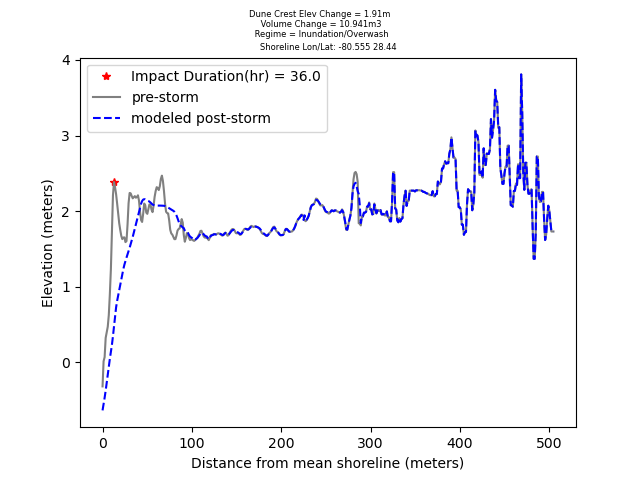 Dune Crest Elev Change = 1.91m
Volume Change = 10.941m3
Regime = Inundation/Overwash
Shoreline Lon/Lat: -80.555 28.44
Impact Duration(hr) = 36.0
pre-storm
modeled post-storm
Elevation (meters)
4
3
2
1
0
0 100 200 300 400 500
Distance from mean shoreline (meters)